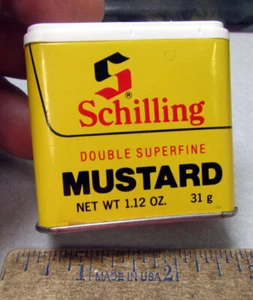 S
Schilling®
DOUBLE SUPERFINE
MUSTARD
NET WT 1.12 OZ. 31 g
1 MADE IN USA 2